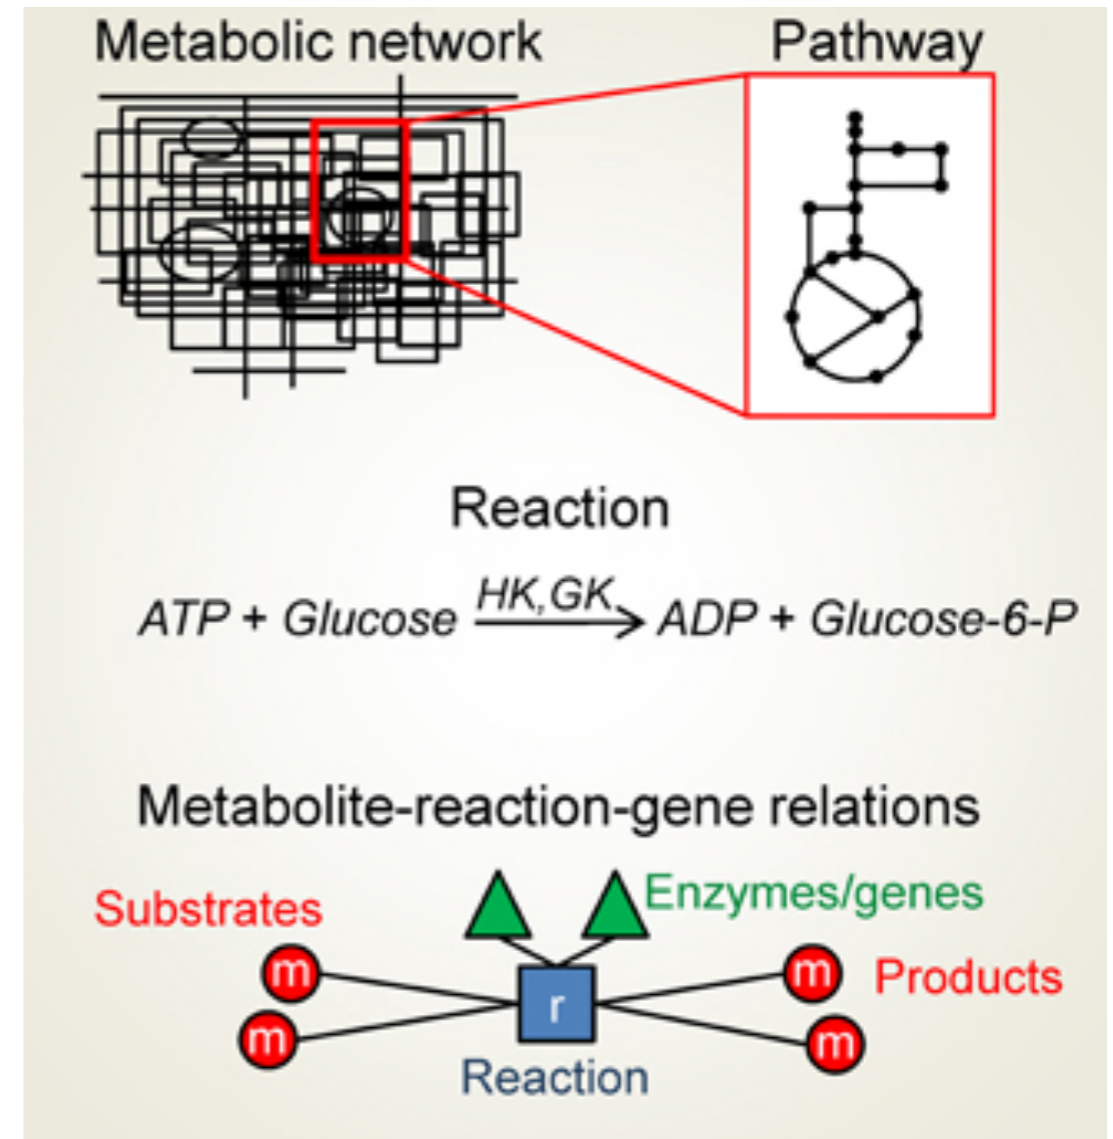 Metabolic network
Pathway
Reaction
HK,GK
ATP + Glucose → ADP + Glucose-6-P
Metabolite-reaction-gene relations
Substrates
Enzymes/genes
m
m
Products
r
m
m
Reaction